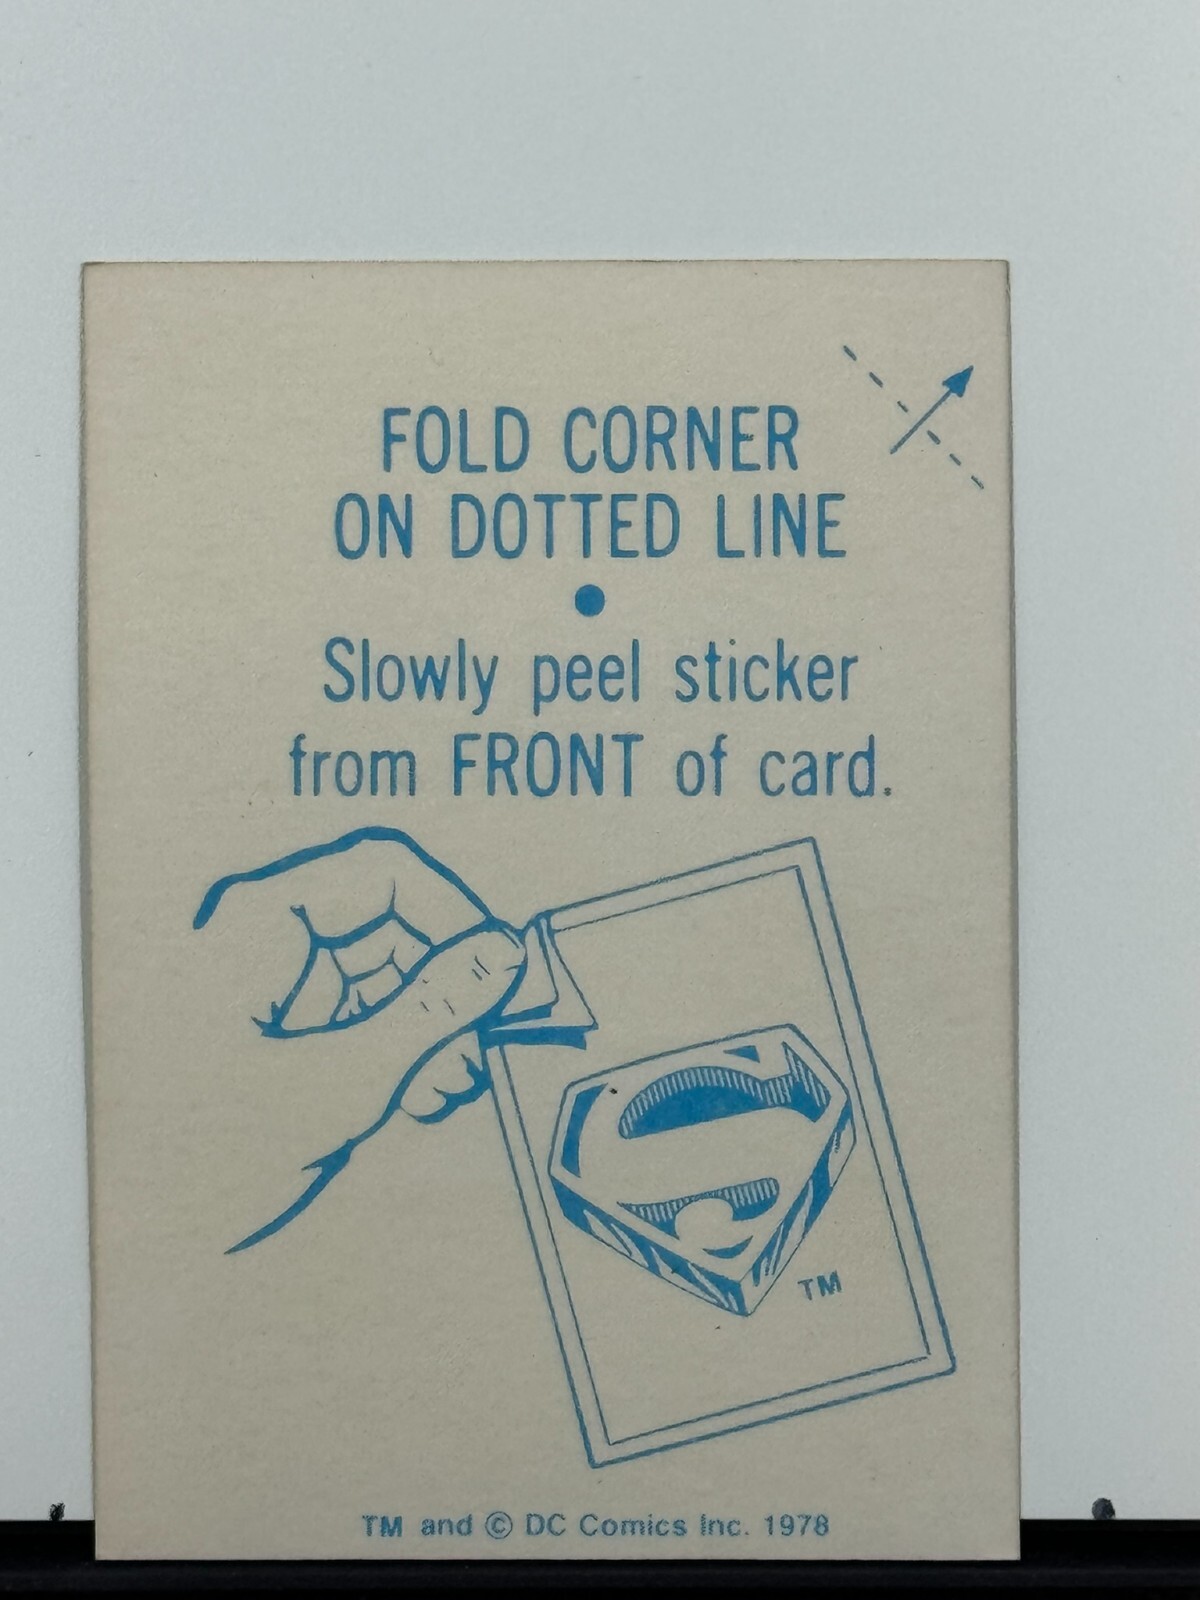 FOLD CORNER
ON DOTTED LINE
●
Slowly peel sticker
from FRONT of card.
TM
TM and © DC Comics Inc. 1978